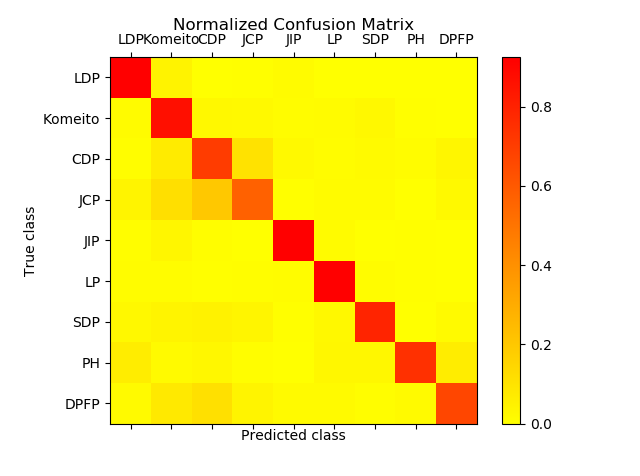 Normalized Confusion Matrix
LDP Komeito CDP JCP JIP LP SDP PH DPFP
LDP
Komeito
CDP
JCP
JIP
LP
SDP
PH
DPFP
True class
Predicted class
0.8
0.6
0.4
0.2
0.0